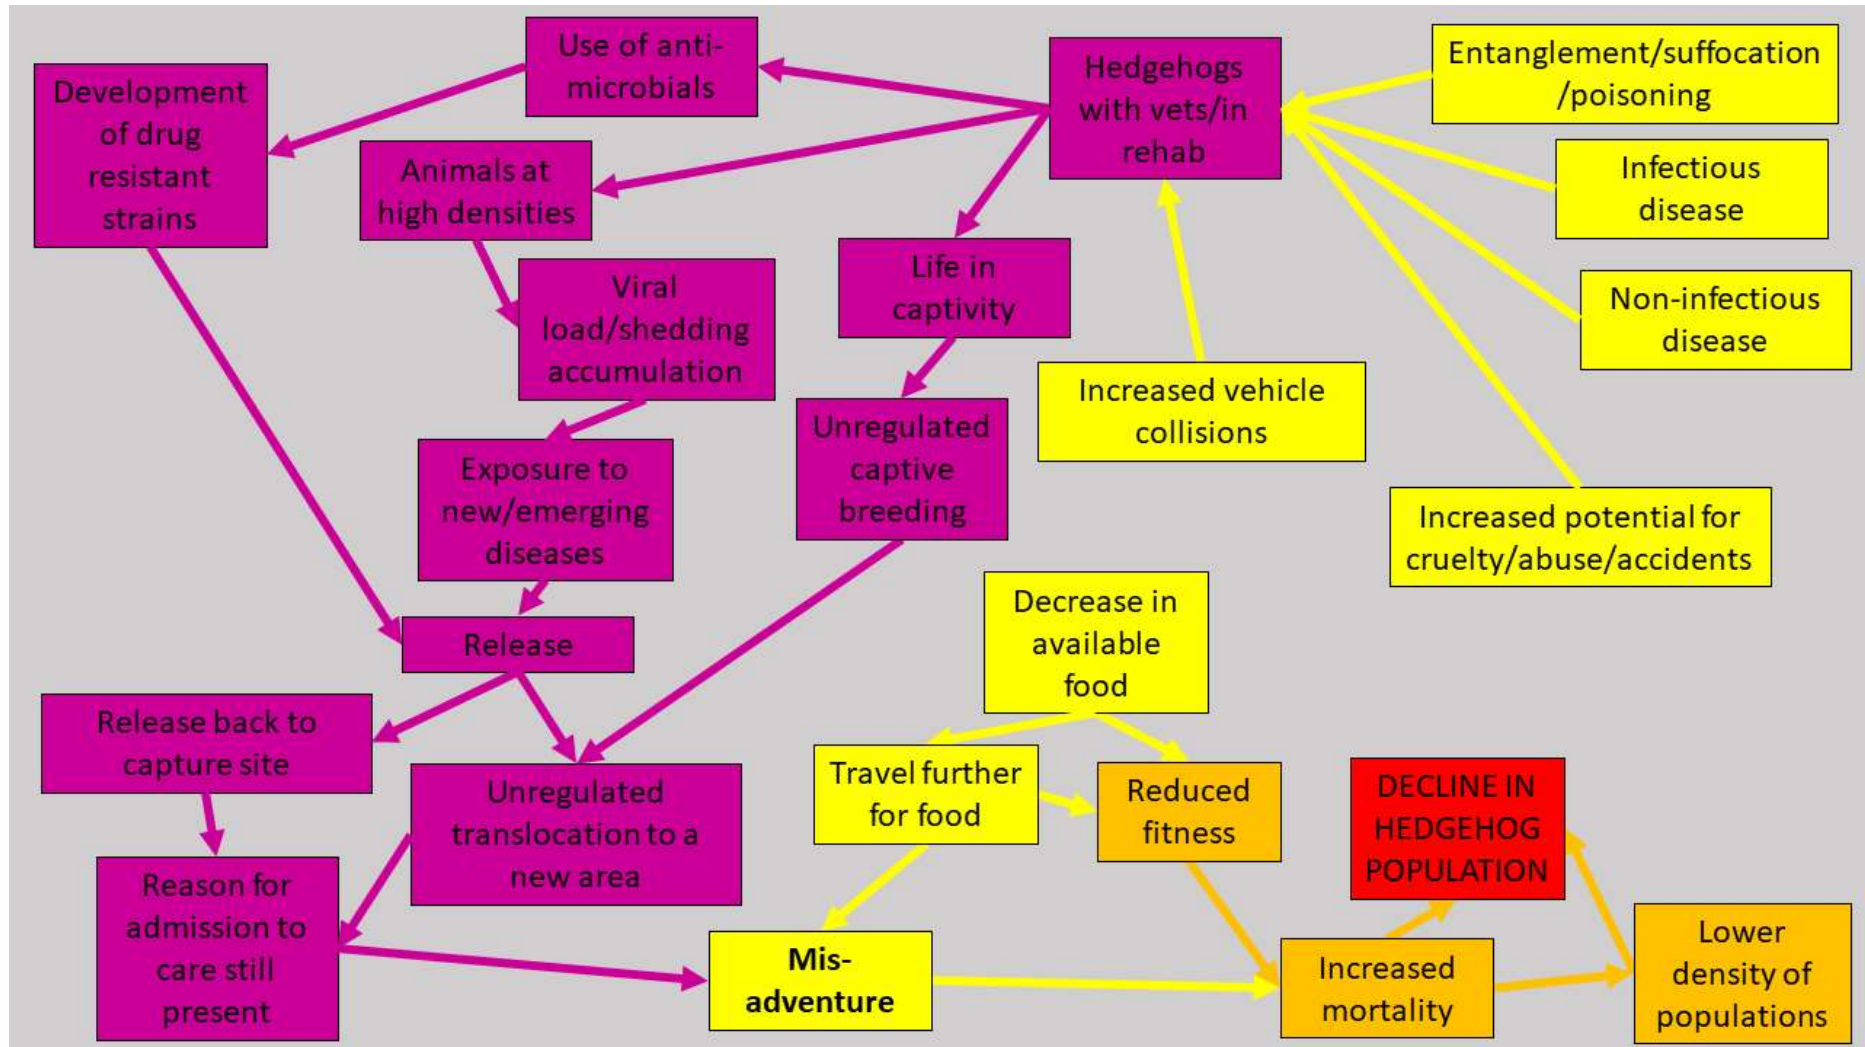 Use of anti-
microbials
Hedgehogs
with vets/in
rehab
Entanglement/suffocation
/poisoning
Development
of drug
resistant
strains
Animals at
high densities
Infectious
disease
Life in
captivity
Viral
load/shedding
accumulation
Non-infectious
disease
Increased vehicle
collisions
Unregulated
captive
breeding
Exposure to
new/emerging
diseases
Increased potential for
cruelty/abuse/accidents
Decrease in
available
food
Release
Release back to
capture site
Unregulated
translocation to a
new area
Travel further
for food
Reduced
fitness
DECLINE IN
HEDGEHOG
POPULATION
Reason for
admission to
care still
present
Mis-
adventure
Increased
mortality
Lower
density of
populations